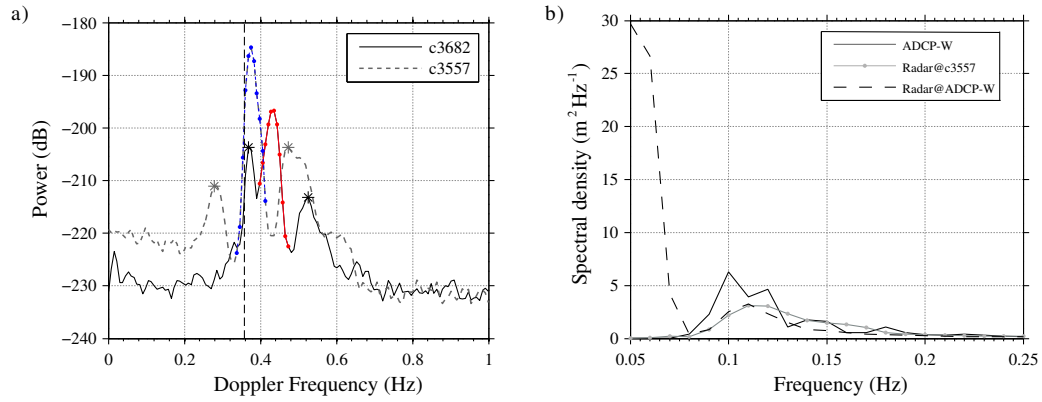 a)
−180
−190
−200
−210
−220
−230
−240
Power (dB)
0
0.2
0.4
0.6
0.8
1
Doppler Frequency (Hz)
c3682
c3557
b)
30
25
20
15
10
5
0
Spectral density (m² Hz⁻¹)
0.05
0.1
0.15
0.2
0.25
Frequency (Hz)
ADCP-W
Radar@c3557
Radar@ADCP-W